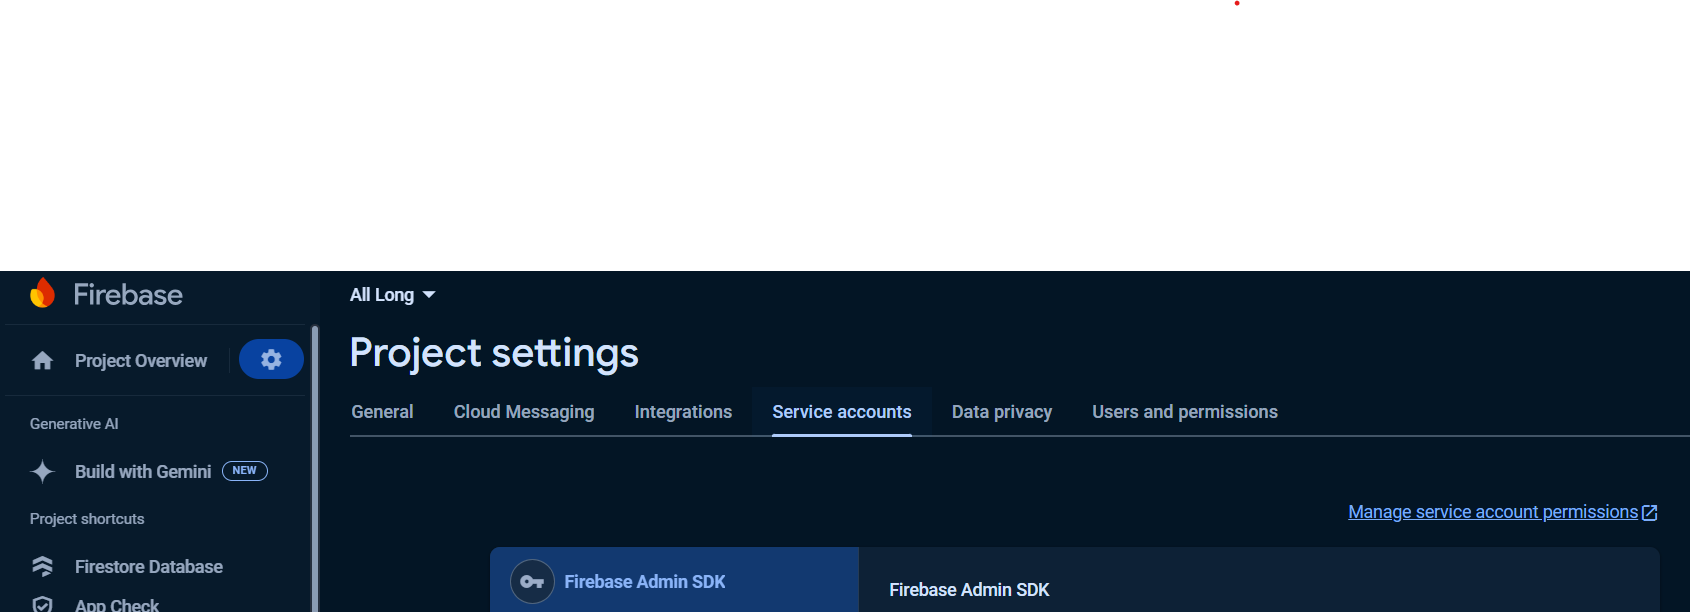 Firebase
All Long
Project Overview
Project settings
General Cloud Messaging Integrations Service accounts Data privacy Users and permissions
Generative AI
Build with Gemini NEW
Project shortcuts
Manage service account permissions
Firestore Database
Firebase Admin SDK
Firebase Admin SDK
App Check